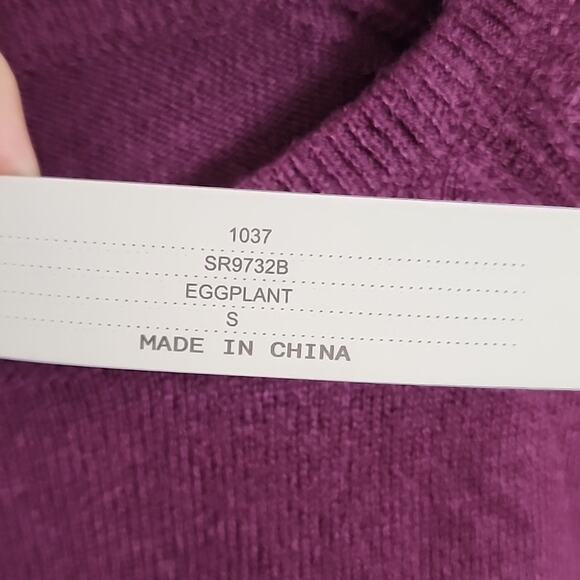 1037
SR9732B
EGGPLANT
S
MADE IN CHINA